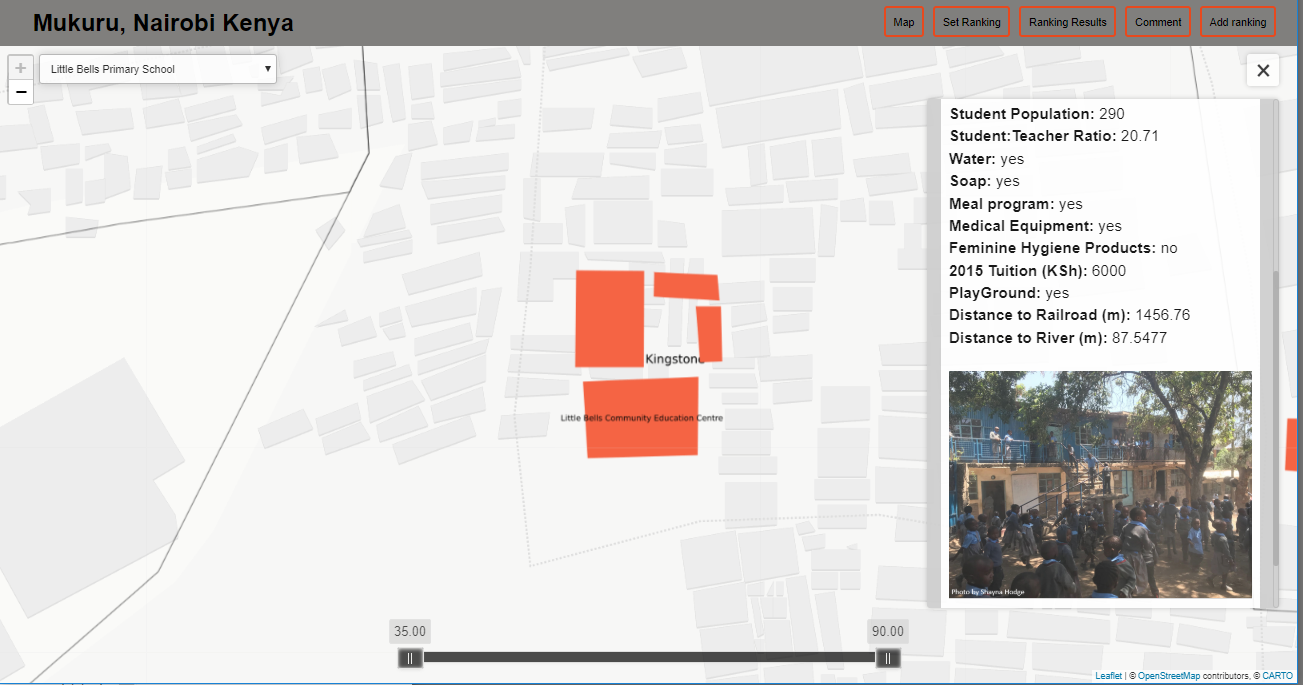 Mukuru, Nairobi Kenya
Map
Set Ranking
Ranking Results
Comment
Add ranking
+
Little Bells Primary School
−
Student Population: 290
Student:Teacher Ratio: 20.71
Water: yes
Soap: yes
Meal program: yes
Medical Equipment: yes
Feminine Hygiene Products: no
2015 Tuition (KSh): 6000
PlayGround: yes
Distance to Railroad (m): 1456.76
Distance to River (m): 87.5477
Kingstone
Little Bells Community Education Centre
Photo by Shayna Hodge
35.00
90.00
Leaflet | © OpenStreetMap contributors, © CARTO